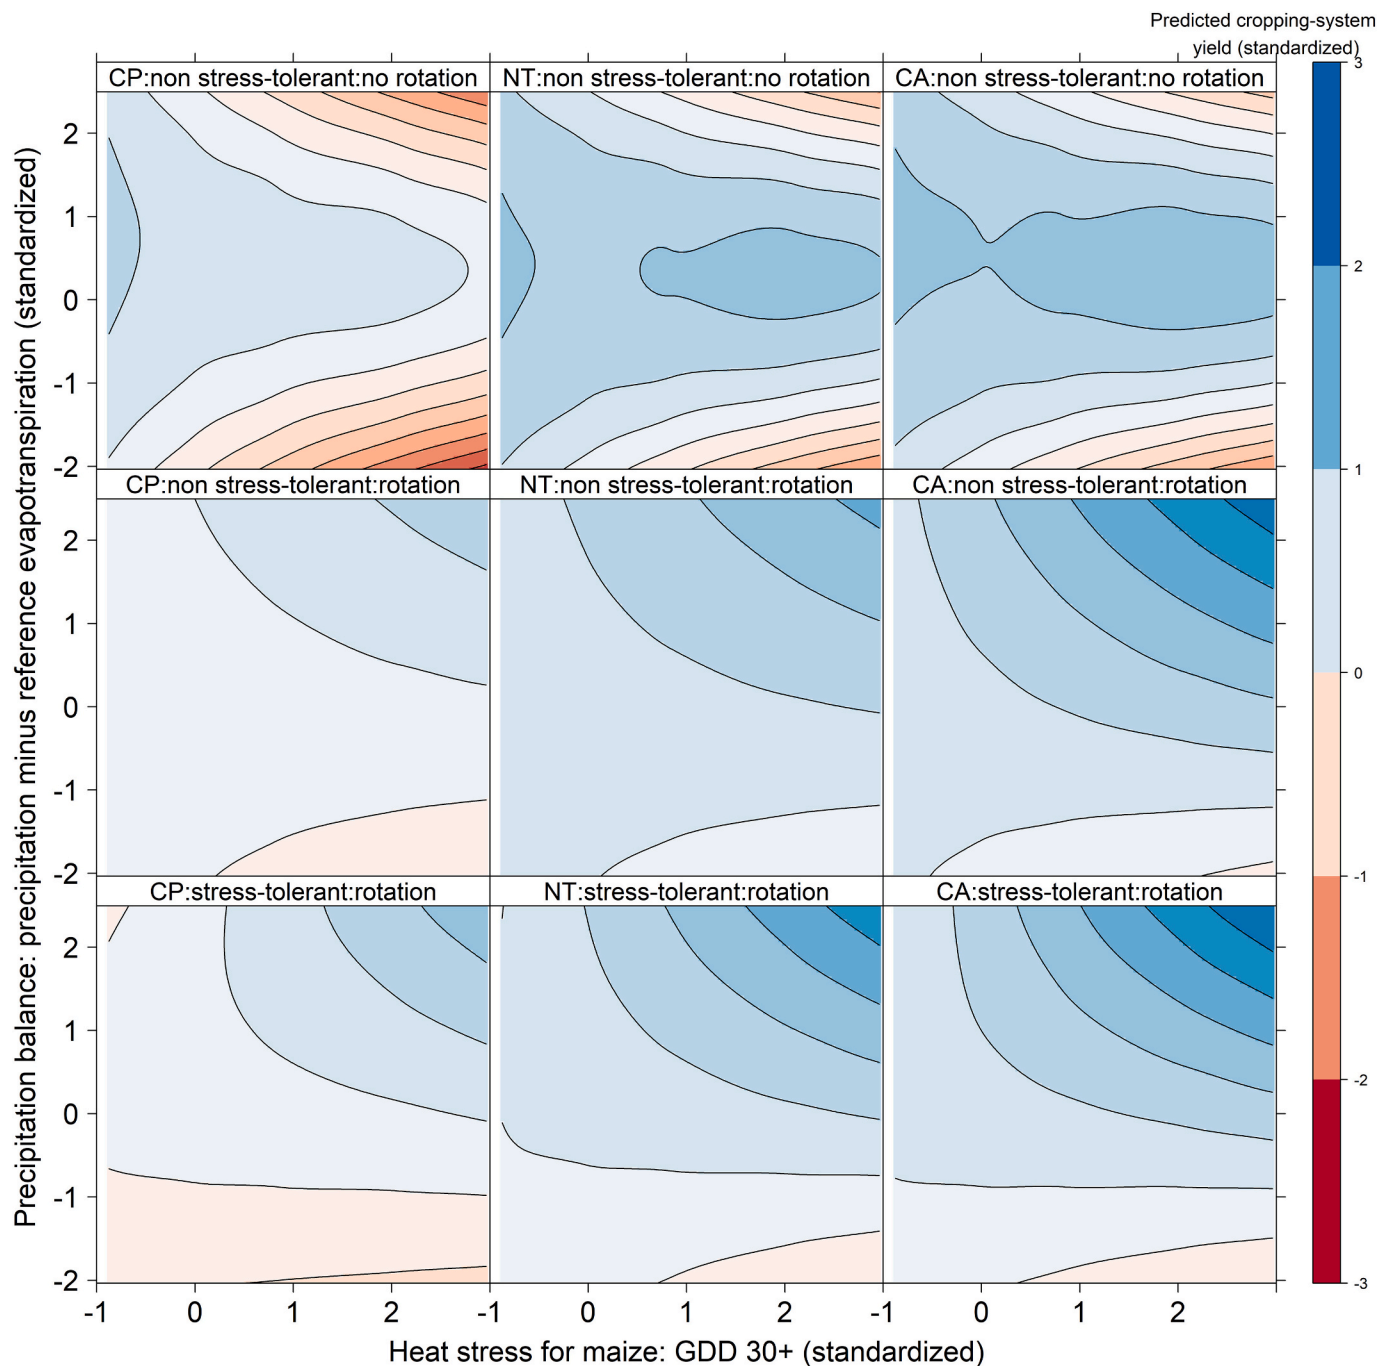 Predicted cropping-system
yield (standardized)
CP:non stress-tolerant:no rotation
NT:non stress-tolerant:no rotation
CA:non stress-tolerant:no rotation
2
1
0
-1
-2
CP:non stress-tolerant:rotation
NT:non stress-tolerant:rotation
CA:non stress-tolerant:rotation
2
1
0
-1
-2
CP:stress-tolerant:rotation
NT:stress-tolerant:rotation
CA:stress-tolerant:rotation
2
1
0
-1
-2
-1 0 1 2 -1 0 1 2 -1 0 1 2
Heat stress for maize: GDD 30+ (standardized)
Precipitation balance: precipitation minus reference evapotranspiration (standardized)
3
2
1
0
-1
-2
-3